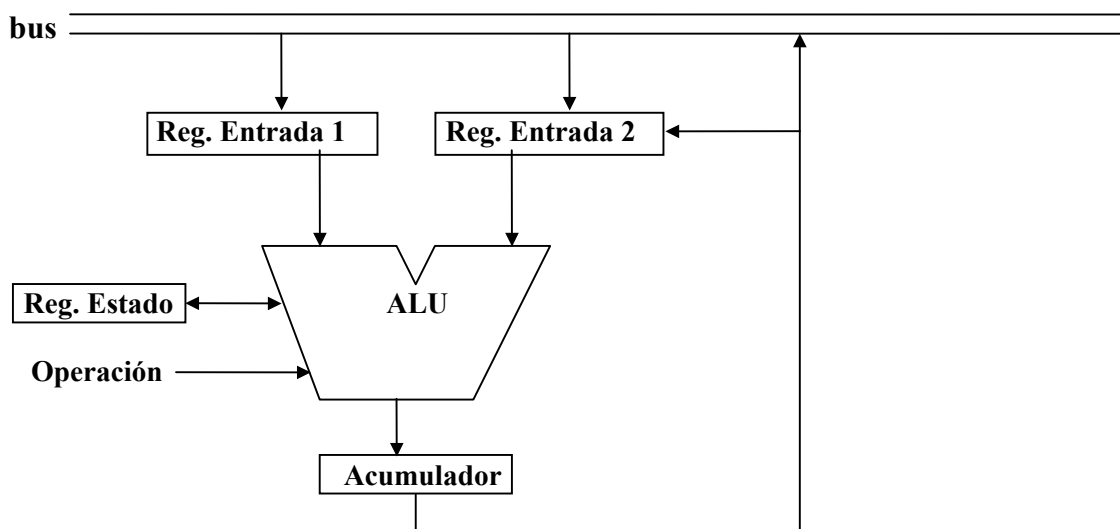 bus
Reg. Entrada 1
Reg. Entrada 2
Reg. Estado
ALU
Operación
Acumulador